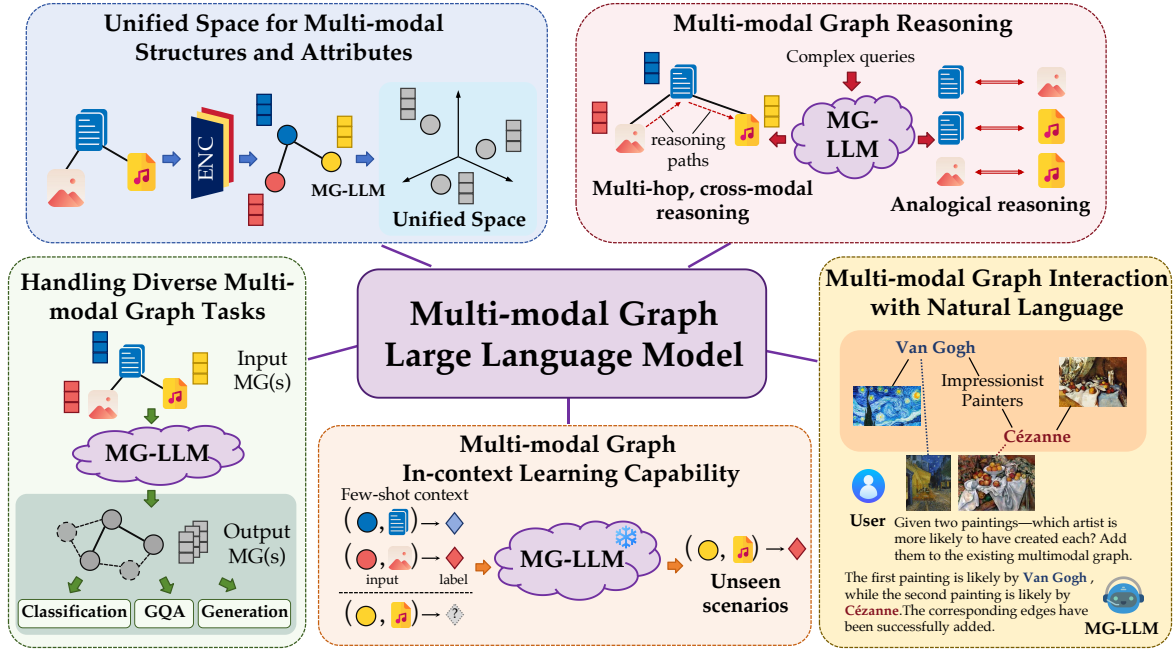 Unified Space for Multi-modal
Structures and Attributes
ENC
MG-LLM
Unified Space
Multi-modal Graph Reasoning
Complex queries
MG-
LLM
reasoning
paths
Multi-hop, cross-modal
reasoning
Analogical reasoning
Handling Diverse Multi-
modal Graph Tasks
Input
MG(s)
MG-LLM
Output
MG(s)
Classification
GQA
Generation
Multi-modal Graph
Large Language Model
Multi-modal Graph
In-context Learning Capability
Few-shot context
( , ) →
( , ) →
input label
( , ) → ?
MG-LLM
( , ) →
Unseen
scenarios
Multi-modal Graph Interaction
with Natural Language
Van Gogh
Impressionist
Painters
Cézanne
User
Given two paintings—which artist is
more likely to have created each? Add
them to the existing multimodal graph.
The first painting is likely by Van Gogh ,
while the second painting is likely by
Cézanne.The corresponding edges have
been successfully added.
MG-LLM